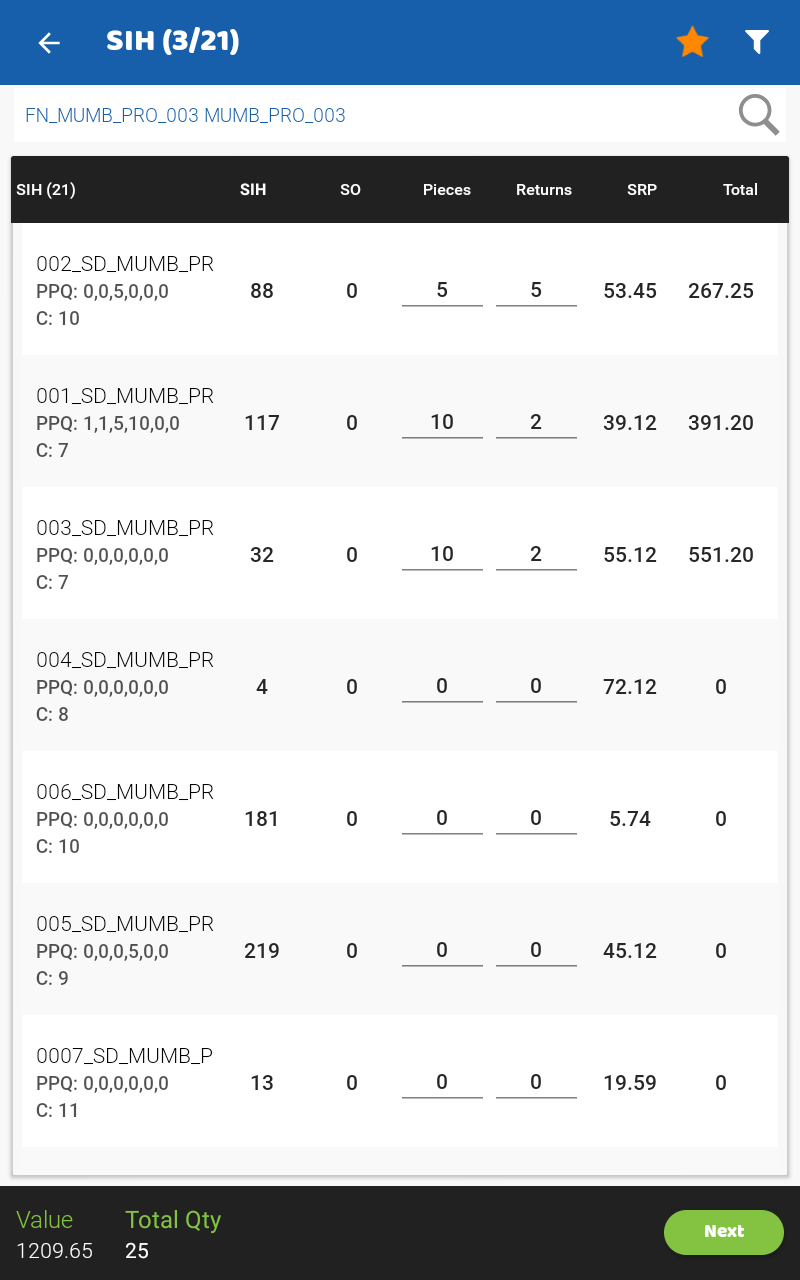 SIH (3/21)
FN_MUMB_PRO_003 MUMB_PRO_003
SIH (21) SIH SO Pieces Returns SRP Total
002_SD_MUMB_PR
PPQ: 0,0,5,0,0,0 88 0 5 5 53.45 267.25
C: 10
001_SD_MUMB_PR
PPQ: 1,1,5,10,0,0 117 0 10 2 39.12 391.20
C: 7
003_SD_MUMB_PR
PPQ: 0,0,0,0,0,0 32 0 10 2 55.12 551.20
C: 7
004_SD_MUMB_PR
PPQ: 0,0,0,0,0,0 4 0 0 0 72.12 0
C: 8
006_SD_MUMB_PR
PPQ: 0,0,0,0,0,0 181 0 0 0 5.74 0
C: 10
005_SD_MUMB_PR
PPQ: 0,0,0,5,0,0 219 0 0 0 45.12 0
C: 9
0007_SD_MUMB_P
PPQ: 0,0,0,0,0,0 13 0 0 0 19.59 0
C: 11
Value Total Qty
1209.65 25
Next